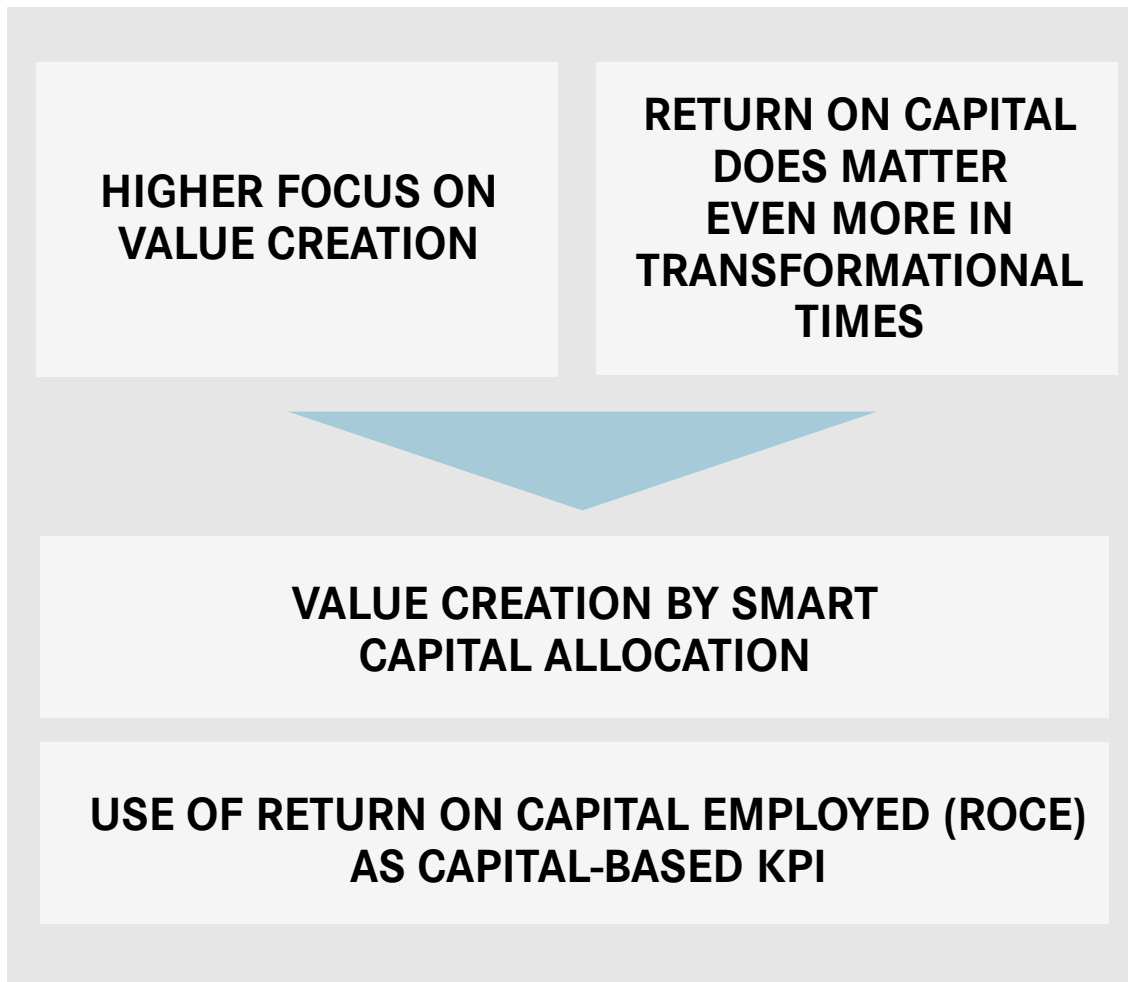 HIGHER FOCUS ON
VALUE CREATION
RETURN ON CAPITAL
DOES MATTER
EVEN MORE IN
TRANSFORMATIONAL
TIMES
VALUE CREATION BY SMART
CAPITAL ALLOCATION
USE OF RETURN ON CAPITAL EMPLOYED (ROCE)
AS CAPITAL-BASED KPI